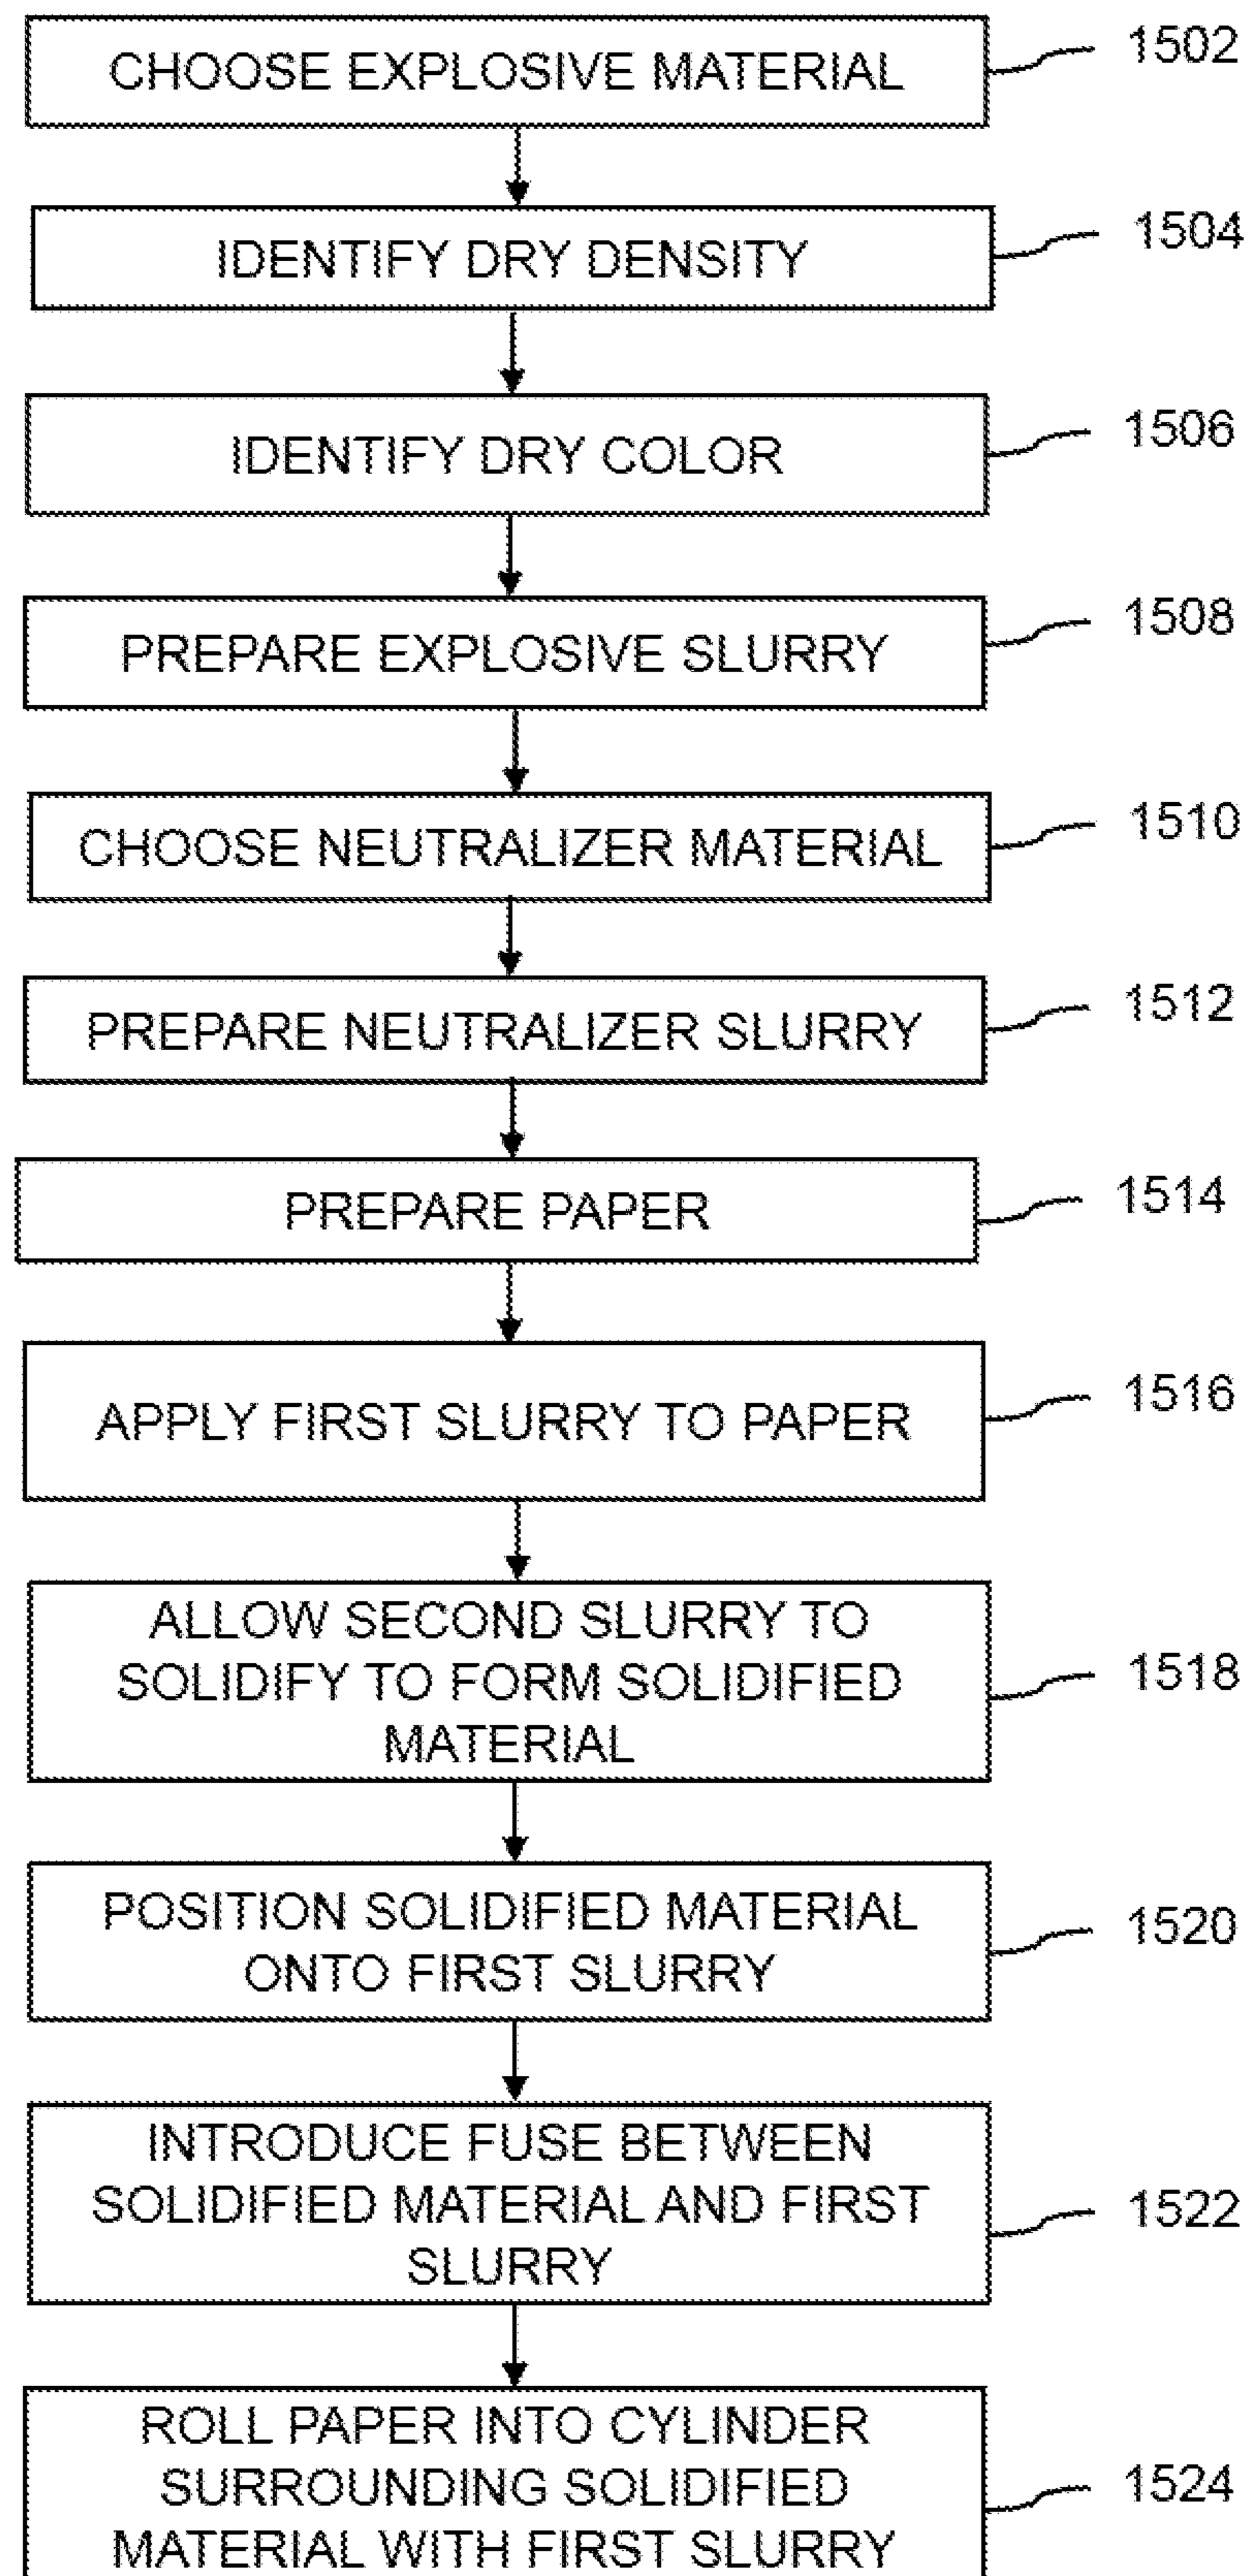 CHOOSE EXPLOSIVE MATERIAL
1502
IDENTIFY DRY DENSITY
1504
IDENTIFY DRY COLOR
1506
PREPARE EXPLOSIVE SLURRY
1508
CHOOSE NEUTRALIZER MATERIAL
1510
PREPARE NEUTRALIZER SLURRY
1512
PREPARE PAPER
1514
APPLY FIRST SLURRY TO PAPER
1516
ALLOW SECOND SLURRY TO
SOLIDIFY TO FORM SOLIDIFIED
MATERIAL
1518
POSITION SOLIDIFIED MATERIAL
ONTO FIRST SLURRY
1520
INTRODUCE FUSE BETWEEN
SOLIDIFIED MATERIAL AND FIRST
SLURRY
1522
ROLL PAPER INTO CYLINDER
SURROUNDING SOLIDIFIED
MATERIAL WITH FIRST SLURRY
1524